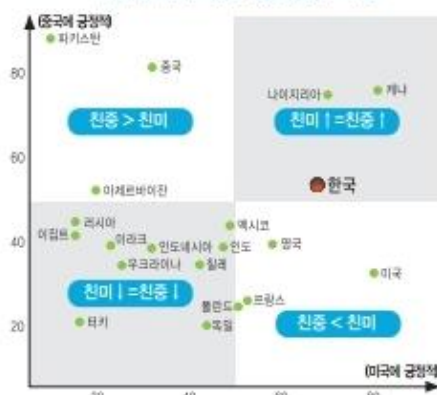 (중국에 긍정적)
파키스탄
80
중국
나이지리아
케냐
친중 > 친미
친미↑=친중↑
60
아제르바이잔
한국
러시아
멕시코
40
이집트
이라크
인도네시아
인도
영국
우크라이나
칠레
미국
친미↓=친중↓
폴란드
프랑스
20
터키
독일
친중 < 친미
(미국에 긍정적)